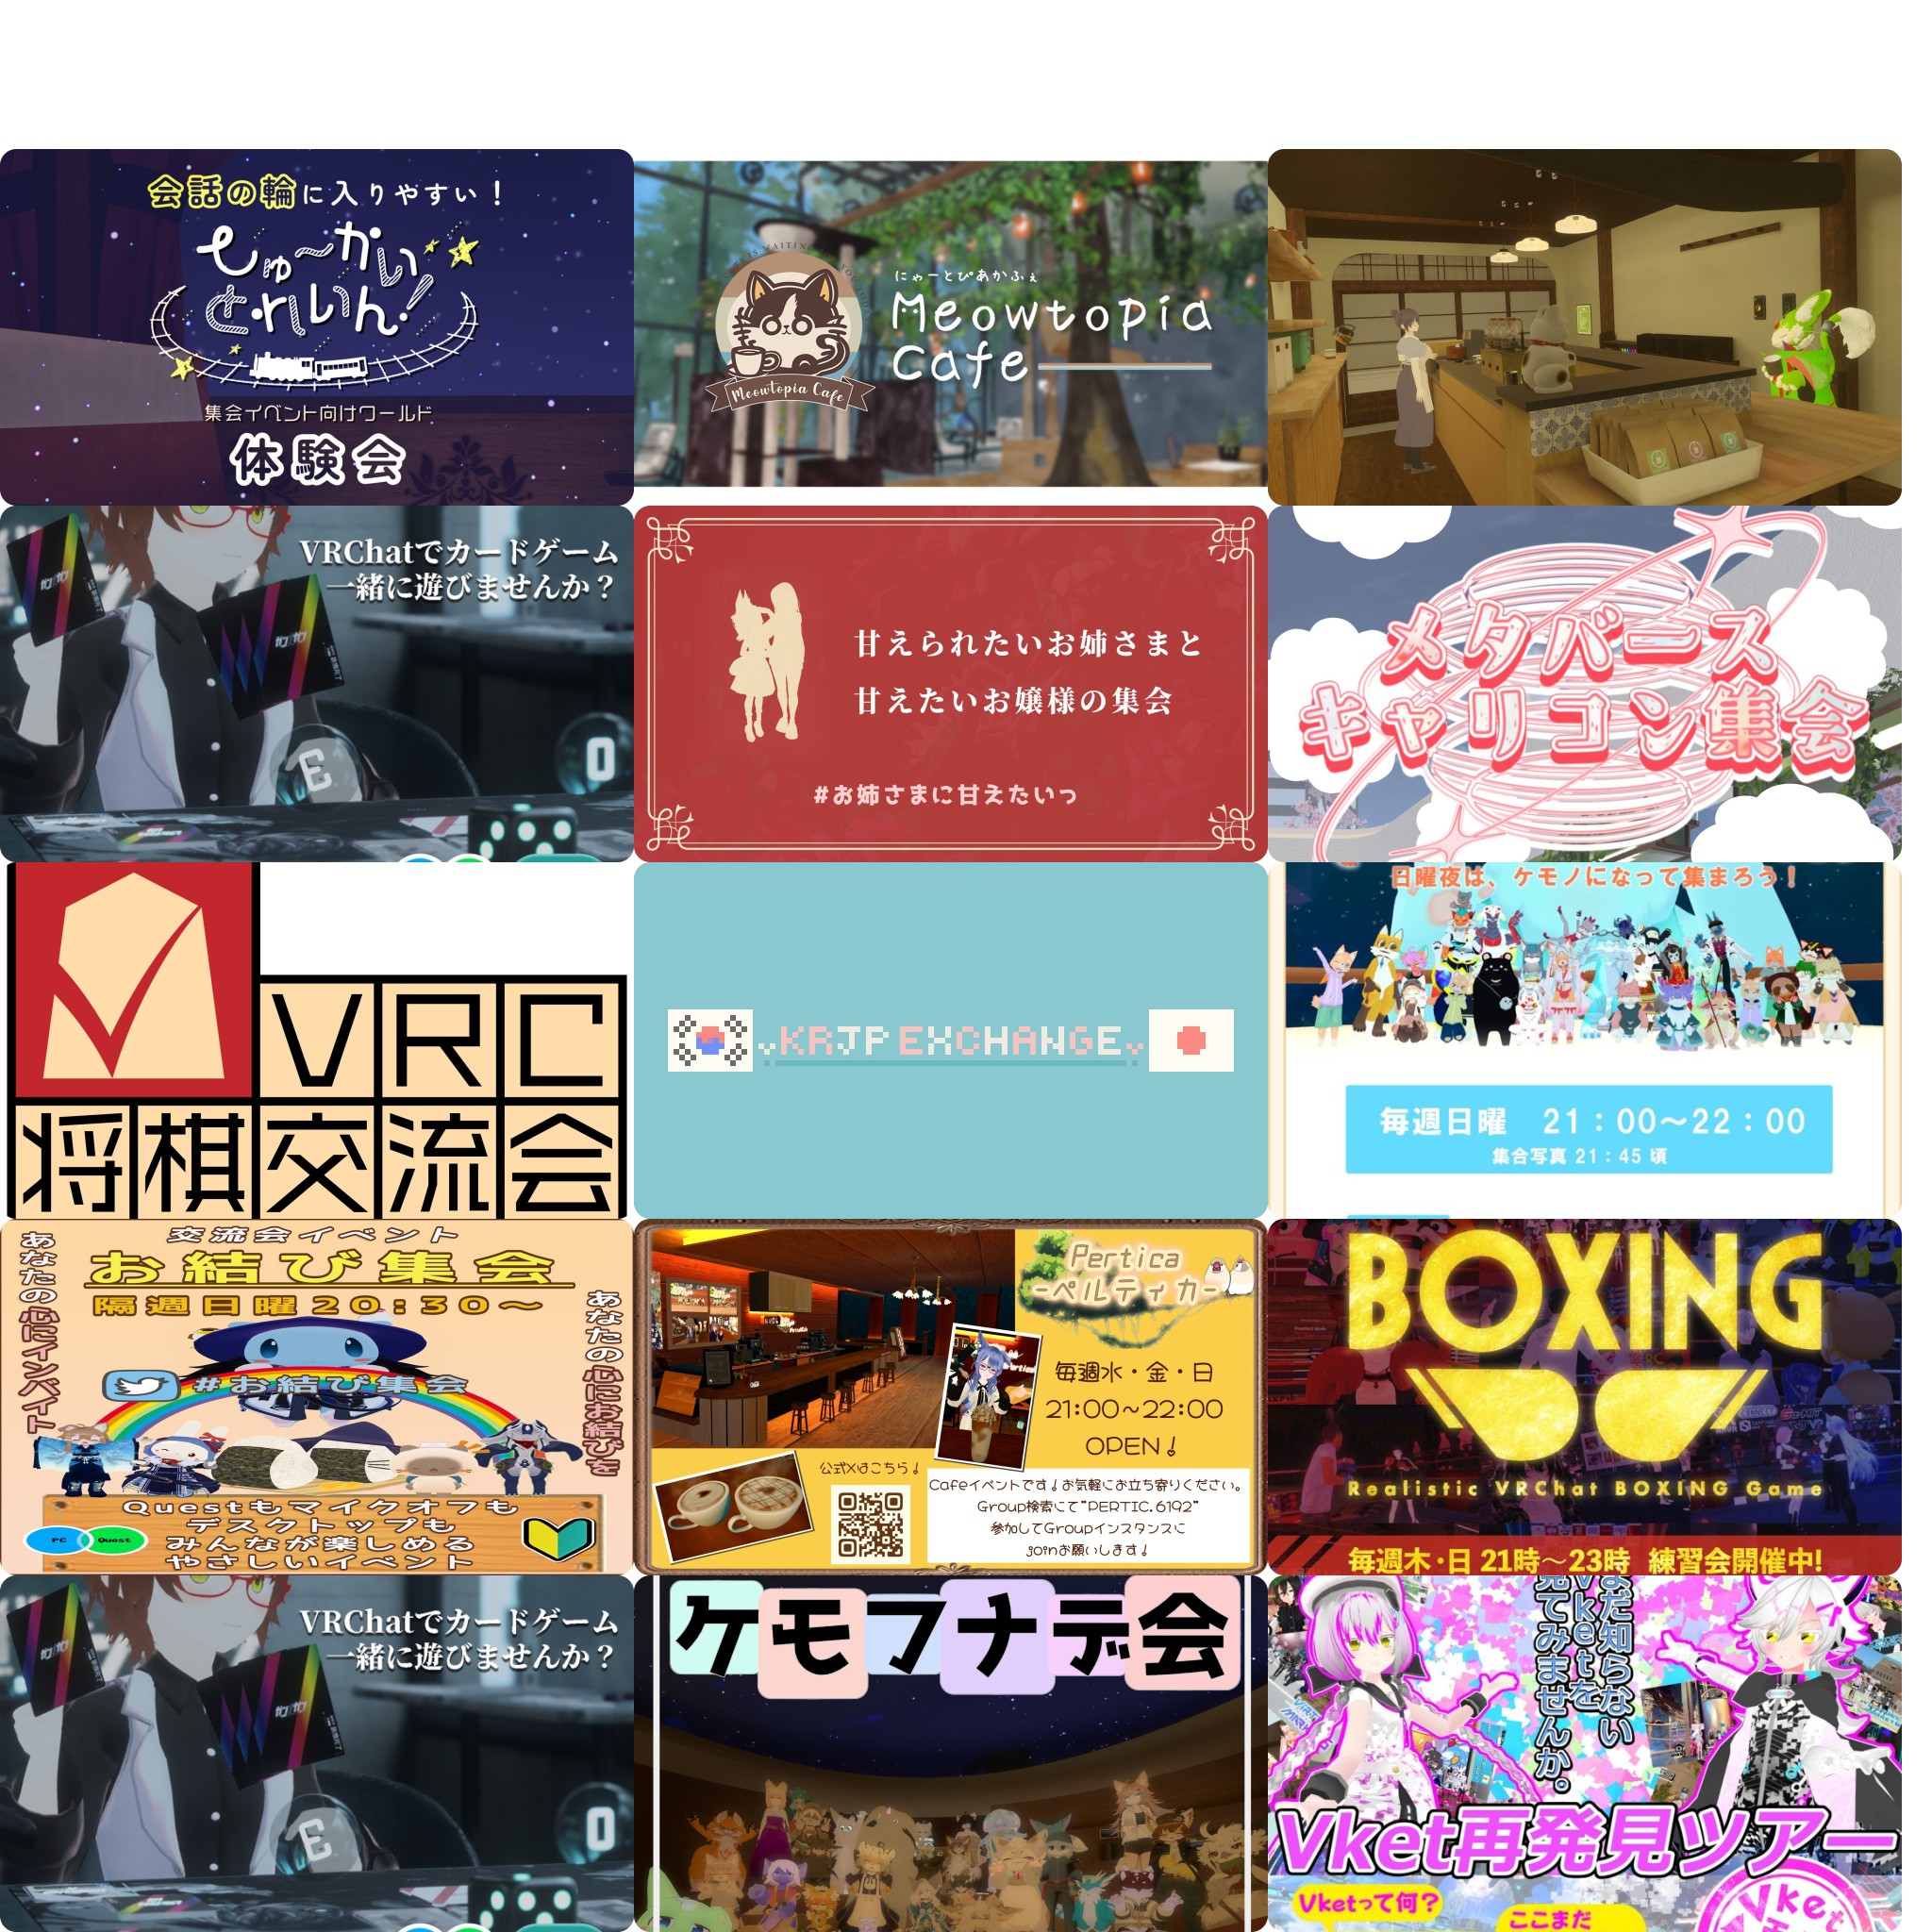 会話の輪に入りやすい！
しゅ〜かい
とれいん!
集会イベント向けワールド
体験会
にゃーとぴあかふぇ
Meowtopia
Cafe
Meowtopia Cafe
VRChatでカードゲーム
一緒に遊びませんか？
E
O
甘えられたいお姉さまと
甘えたいお嬢様の集会
#お姉さまに甘えたいっ
メタバース
キャリコン集会
VRC
将棋交流会
KRJP EXCHANGE
日曜夜は、ケモノになって集まろう！
毎週日曜　21：00〜22：00
集合写真 21：45 頃
交流会イベント
お結び集会
隔週日曜20:30〜
あなたの心にインバイト
あなたの心にお結びを
#お結び集会
Questもマイクオフも
デスクトップも
みんなが楽しめる
やさしいイベント
PC Quest
Pertica
-ペルティカ-
毎週水・金・日
21:00~22:00
OPEN！
公式Xはこちら！
Cafeイベントです！お気軽にお立ち寄りください。
Group検索にて"PERTIC.6192"
参加してGroupインスタンスに
joinお願いします！
BOXING
Realistic VRChat BOXING Game
毎週木・日 21時〜23時 練習会開催中!
VRChatでカードゲーム
一緒に遊びませんか？
E
O
ケモフナデ会
まだ知らない
Vketを
見てみませんか。
Vket再発見ツアー
Vketって何？
ここまだ
Vket